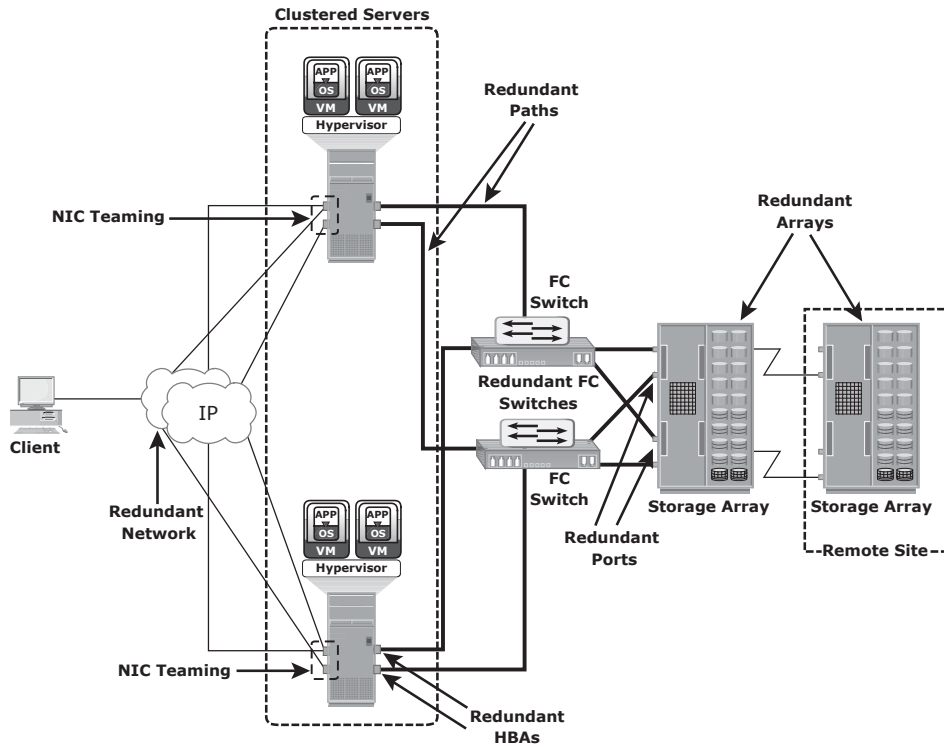 Clustered Servers
APP
OS
VM
APP
OS
VM
Hypervisor
Redundant
Paths
NIC Teaming
Redundant
Arrays
FC
Switch
Redundant FC
Switches
IP
Client
FC
Switch
Storage Array
Storage Array
Redundant
Network
Redundant
Ports
Remote Site
APP
OS
VM
APP
OS
VM
Hypervisor
NIC Teaming
Redundant
HBAs